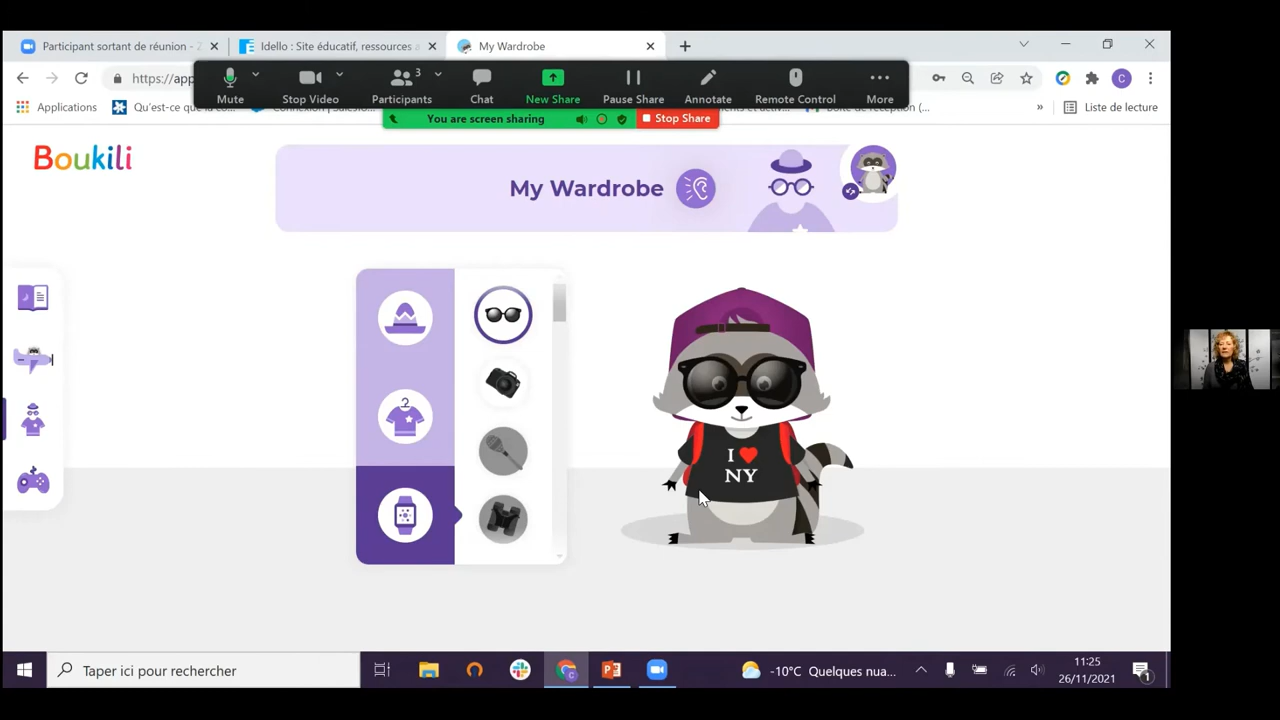 Participant sortant de réunion - Z
Idello : Site éducatif, ressources a
My Wardrobe
https://app
Mute
Stop Video
Participants
3
Chat
New Share
Pause Share
Annotate
Remote Control
More
C
Applications
Qu'est-ce que la co
Liste de lecture
You are screen sharing
Stop Share
Boukili
My Wardrobe
I ♥
NY
Taper ici pour rechercher
-10°C Quelques nua...
11:25
26/11/2021
1